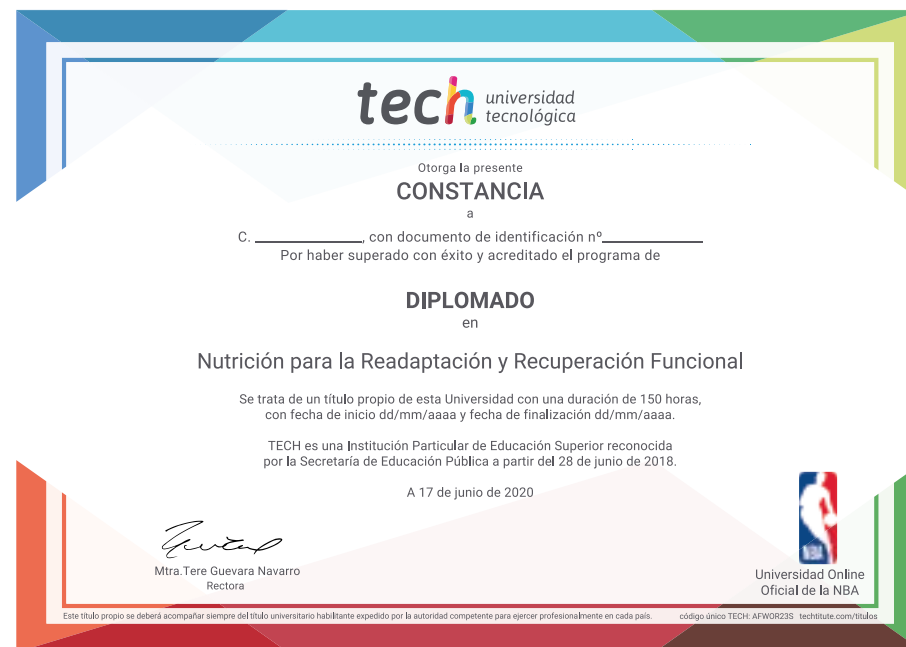 tech universidad
tecnológica
Otorga la presente
CONSTANCIA
a
C. ____________, con documento de identificación nº____________
Por haber superado con éxito y acreditado el programa de
DIPLOMADO
en
Nutrición para la Readaptación y Recuperación Funcional
Se trata de un título propio de esta Universidad con una duración de 150 horas,
con fecha de inicio dd/mm/aaaa y fecha de finalización dd/mm/aaaa.
TECH es una Institución Particular de Educación Superior reconocida
por la Secretaría de Educación Pública a partir del 28 de junio de 2018.
A 17 de junio de 2020
Mtra.Tere Guevara Navarro
Rectora
NBA
Universidad Online
Oficial de la NBA
Este título propio se deberá acompañar siempre del título universitario habilitante expedido por la autoridad competente para ejercer profesionalmente en cada país. código único TECH: AFWOR23S techtitute.com/titulos